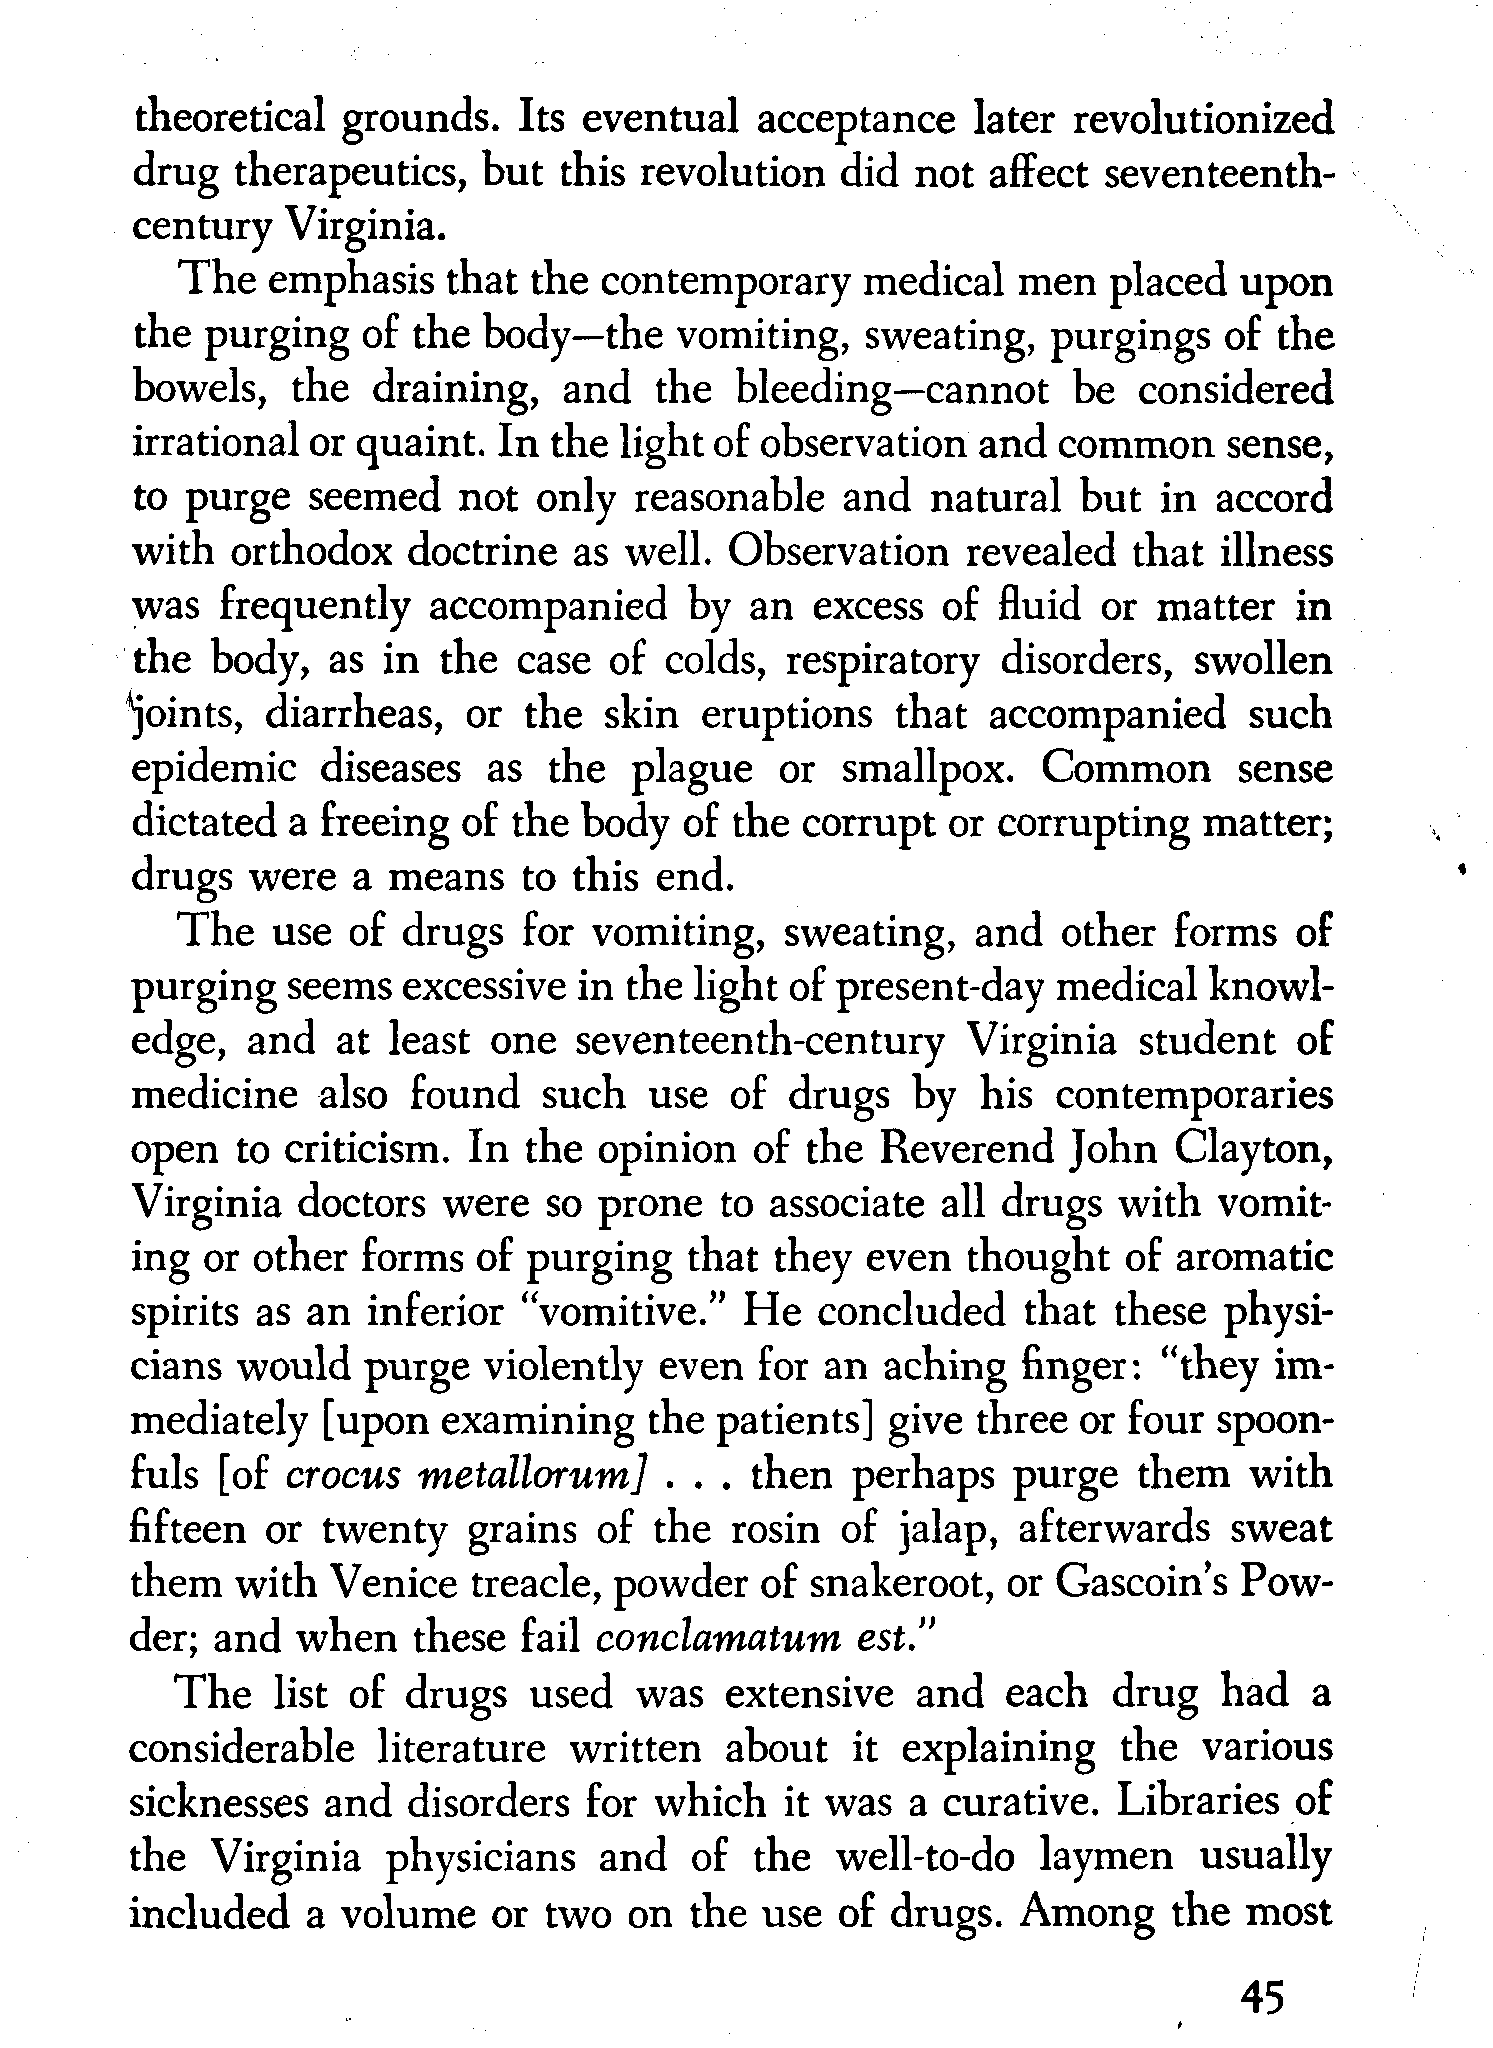 theoretical grounds. Its eventual acceptance later revolutionized
drug therapeutics, but this revolution did not affect seventeenth-
century Virginia.
The emphasis that the contemporary medical men placed upon
the purging of the body—the vomiting, sweating, purgings of the
bowels, the draining, and the bleeding—cannot be considered
irrational or quaint. In the light of observation and common sense,
to purge seemed not only reasonable and natural but in accord
with orthodox doctrine as well. Observation revealed that illness
was frequently accompanied by an excess of fluid or matter in
the body, as in the case of colds, respiratory disorders, swollen
joints, diarrheas, or the skin eruptions that accompanied such
epidemic diseases as the plague or smallpox. Common sense
dictated a freeing of the body of the corrupt or corrupting matter;
drugs were a means to this end.
The use of drugs for vomiting, sweating, and other forms of
purging seems excessive in the light of present-day medical knowl-
edge, and at least one seventeenth-century Virginia student of
medicine also found such use of drugs by his contemporaries
open to criticism. In the opinion of the Reverend John Clayton,
Virginia doctors were so prone to associate all drugs with vomit-
ing or other forms of purging that they even thought of aromatic
spirits as an inferior “vomitive.” He concluded that these physi-
cians would purge violently even for an aching finger: “they im-
mediately [upon examining the patients] give three or four spoon-
fuls [of crocus metallorum] . . . then perhaps purge them with
fifteen or twenty grains of the rosin of jalap, afterwards sweat
them with Venice treacle, powder of snakeroot, or Gascoin's Pow-
der; and when these fail conclamatum est.”
The list of drugs used was extensive and each drug had a
considerable literature written about it explaining the various
sicknesses and disorders for which it was a curative. Libraries of
the Virginia physicians and of the well-to-do laymen usually
included a volume or two on the use of drugs. Among the most
45